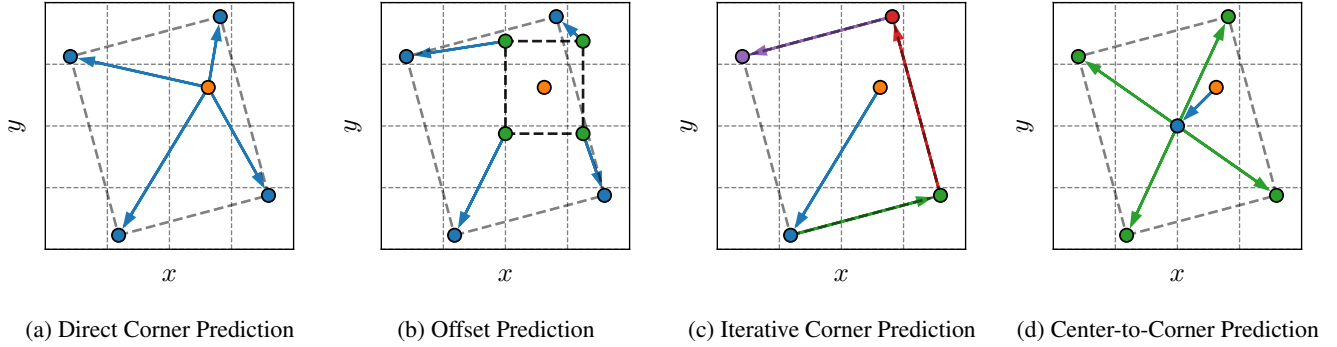 y
y
y
y
x
x
x
x
(a) Direct Corner Prediction
(b) Offset Prediction
(c) Iterative Corner Prediction
(d) Center-to-Corner Prediction